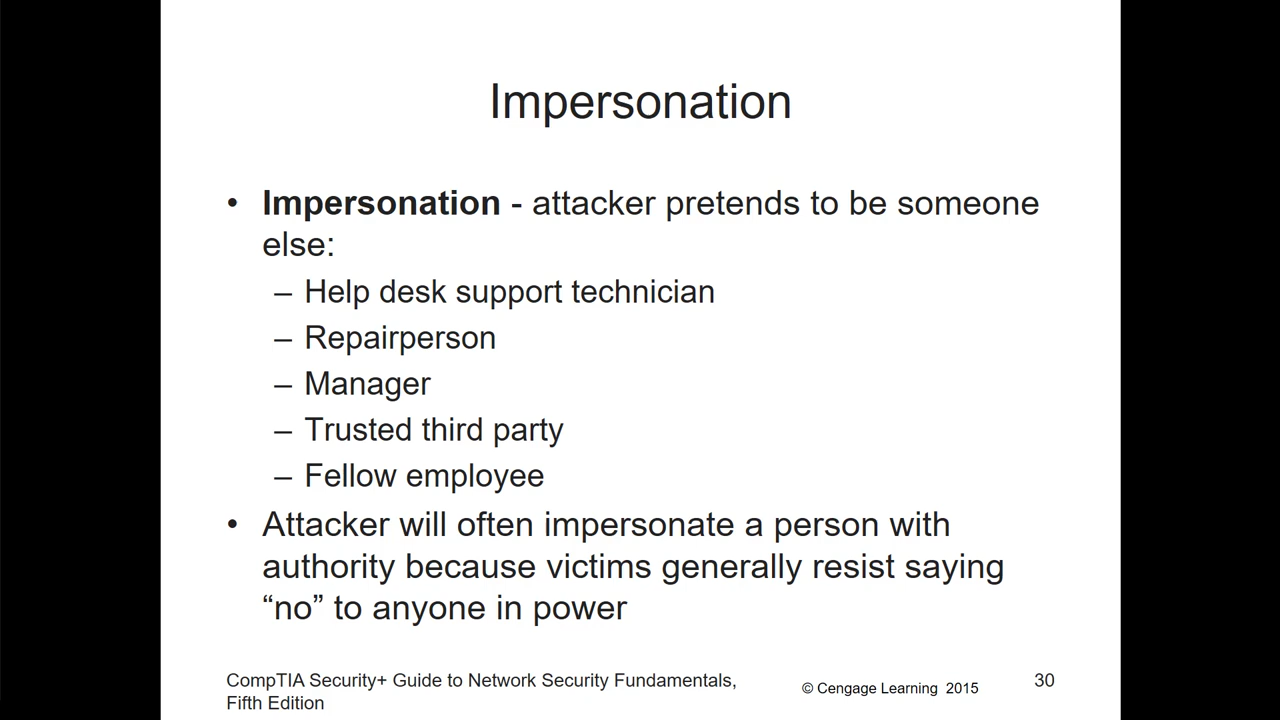 Impersonation
• Impersonation - attacker pretends to be someone
else:
– Help desk support technician
– Repairperson
– Manager
– Trusted third party
– Fellow employee
• Attacker will often impersonate a person with
authority because victims generally resist saying
“no” to anyone in power
CompTIA Security+ Guide to Network Security Fundamentals,
Fifth Edition
© Cengage Learning 2015
30